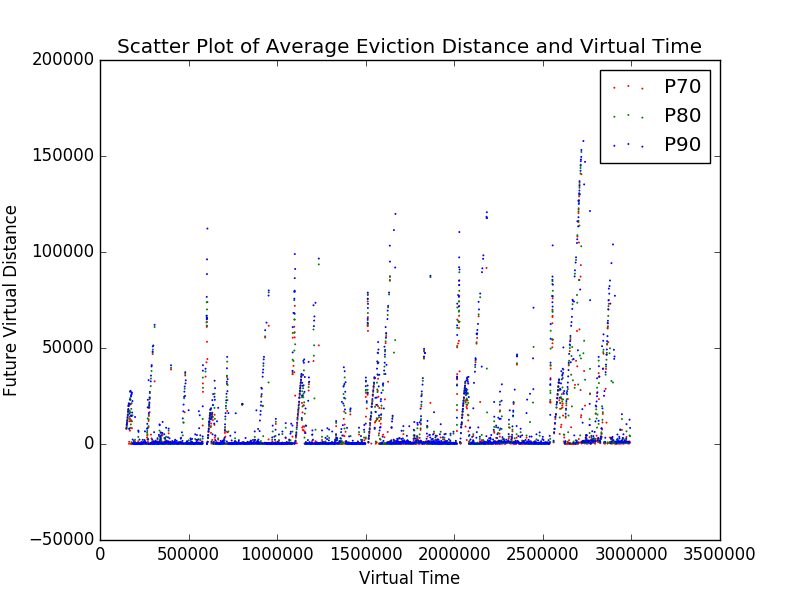 Scatter Plot of Average Eviction Distance and Virtual Time
200000
150000
100000
50000
0
−50000
Future Virtual Distance
P70
P80
P90
0 500000 1000000 1500000 2000000 2500000 3000000 3500000
Virtual Time